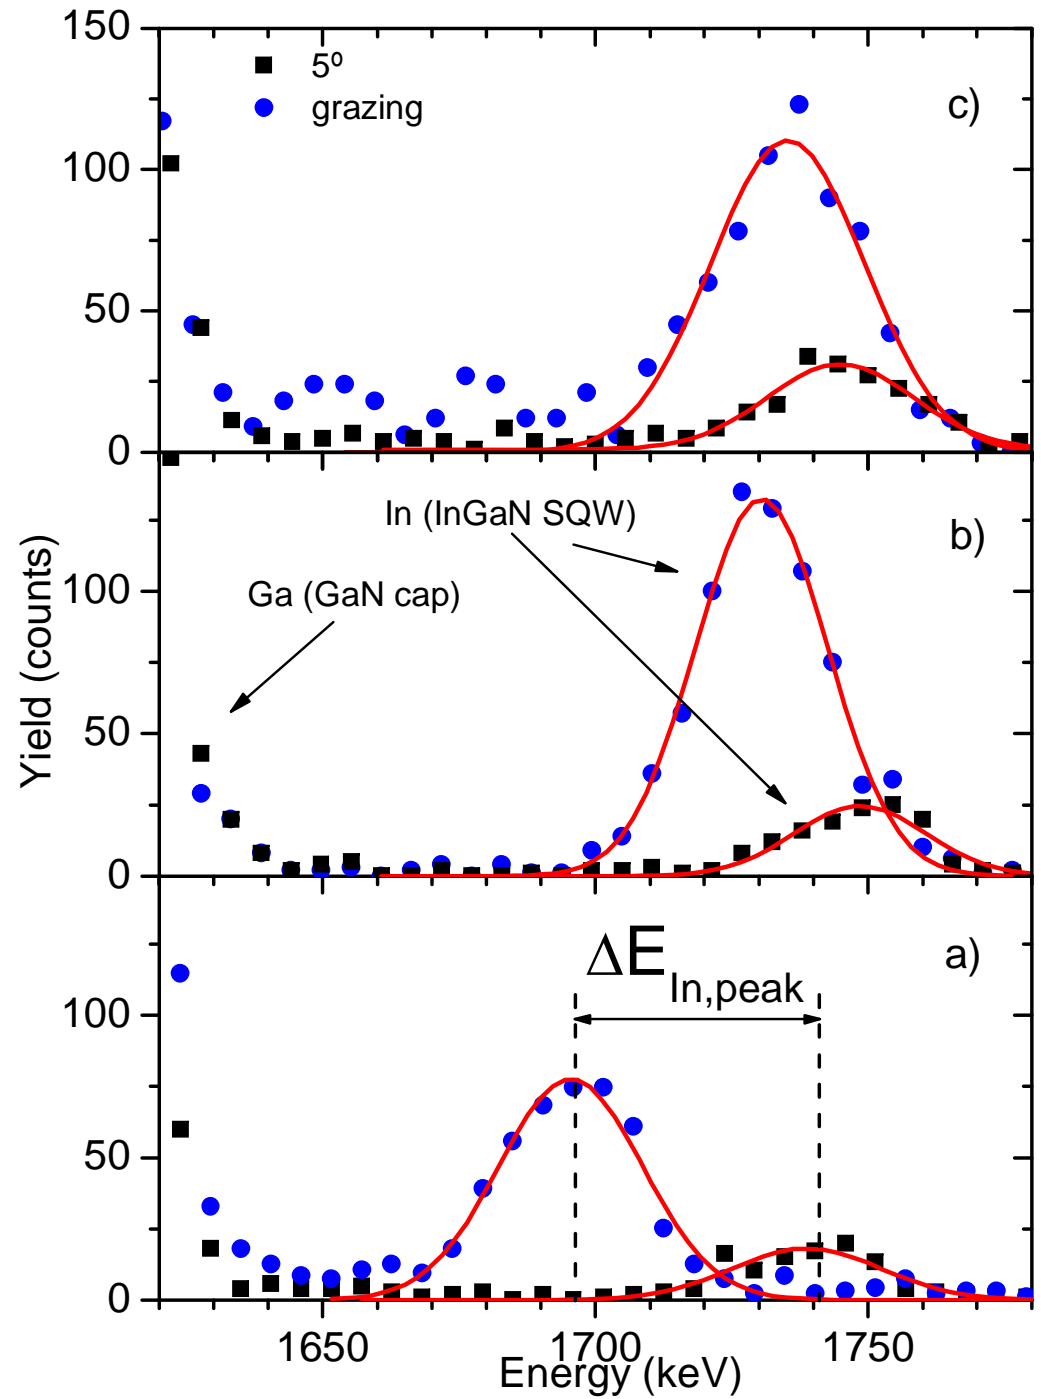 150
5º
grazing
c)
100
50
0
In (InGaN SQW)
b)
Ga (GaN cap)
100
50
0
Yield (counts)
ΔE In,peak
a)
100
50
0
1650
1700
1750
Energy (keV)